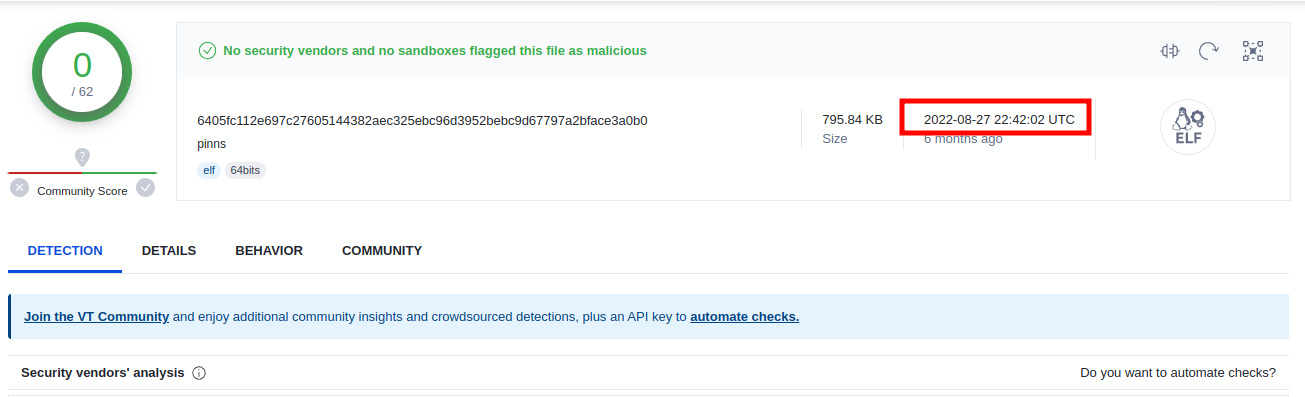 0
/ 62
Community Score
No security vendors and no sandboxes flagged this file as malicious
6405fc112e697c27605144382aec325ebc96d3952bebc9d67797a2bface3a0b0
pinns
elf 64bits
795.84 KB
Size
2022-08-27 22:42:02 UTC
6 months ago
ELF
DETECTION DETAILS BEHAVIOR COMMUNITY
Join the VT Community and enjoy additional community insights and crowdsourced detections, plus an API key to automate checks.
Security vendors' analysis
Do you want to automate checks?